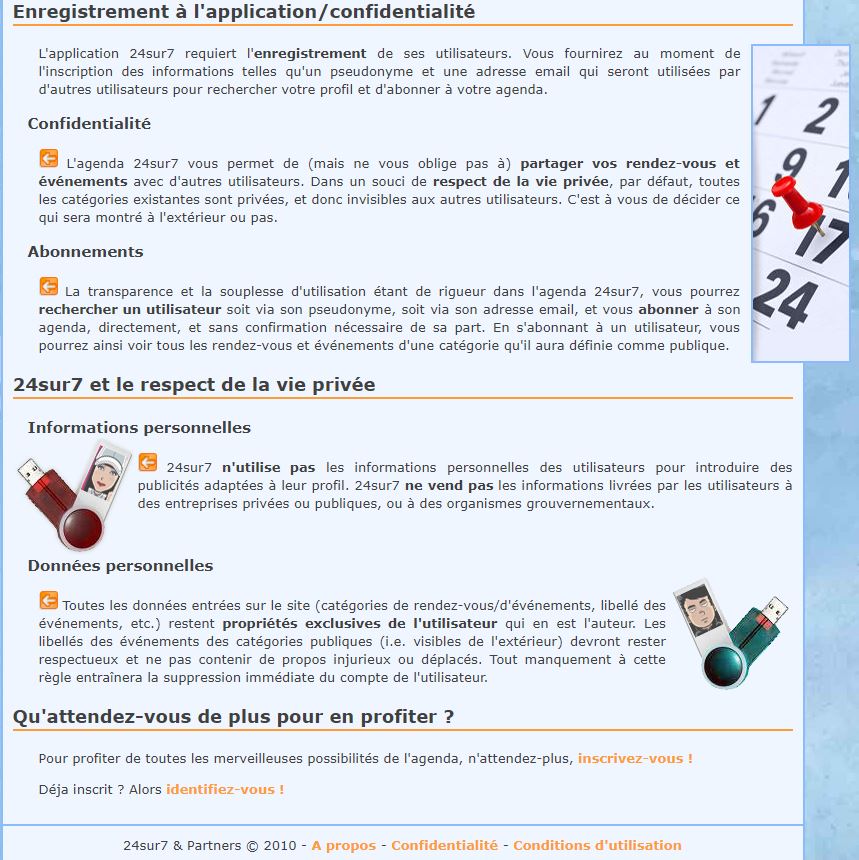 Enregistrement à l'application/confidentialité
L'application 24sur7 requiert l'enregistrement de ses utilisateurs. Vous fournirez au moment de
l'inscription des informations telles qu'un pseudonyme et une adresse email qui seront utilisées par
d'autres utilisateurs pour rechercher votre profil et d'abonner à votre agenda.
Confidentialité
L'agenda 24sur7 vous permet de (mais ne vous oblige pas à) partager vos rendez-vous et
événements avec d'autres utilisateurs. Dans un souci de respect de la vie privée, par défaut, toutes
les catégories existantes sont privées, et donc invisibles aux autres utilisateurs. C'est à vous de décider ce
qui sera montré à l'extérieur ou pas.
Abonnements
La transparence et la souplesse d'utilisation étant de rigueur dans l'agenda 24sur7, vous pourrez
rechercher un utilisateur soit via son pseudonyme, soit via son adresse email, et vous abonner à son
agenda, directement, et sans confirmation nécessaire de sa part. En s'abonnant à un utilisateur, vous
pourrez ainsi voir tous les rendez-vous et événements d'une catégorie qu'il aura définie comme publique.
1 2
9 1
16 17
24
24sur7 et le respect de la vie privée
Informations personnelles
24sur7 n'utilise pas les informations personnelles des utilisateurs pour introduire des
publicités adaptées à leur profil. 24sur7 ne vend pas les informations livrées par les utilisateurs à
des entreprises privées ou publiques, ou à des organismes grouvernementaux.
Données personnelles
Toutes les données entrées sur le site (catégories de rendez-vous/d'événements, libellé des
événements, etc.) restent propriétés exclusives de l'utilisateur qui en est l'auteur. Les
libellés des événements des catégories publiques (i.e. visibles de l'extérieur) devront rester
respectueux et ne pas contenir de propos injurieux ou déplacés. Tout manquement à cette
règle entraînera la suppression immédiate du compte de l'utilisateur.
Qu'attendez-vous de plus pour en profiter ?
Pour profiter de toutes les merveilleuses possibilités de l'agenda, n'attendez-plus, inscrivez-vous !
Déja inscrit ? Alors identifiez-vous !
24sur7 & Partners © 2010 - A propos - Confidentialité - Conditions d'utilisation